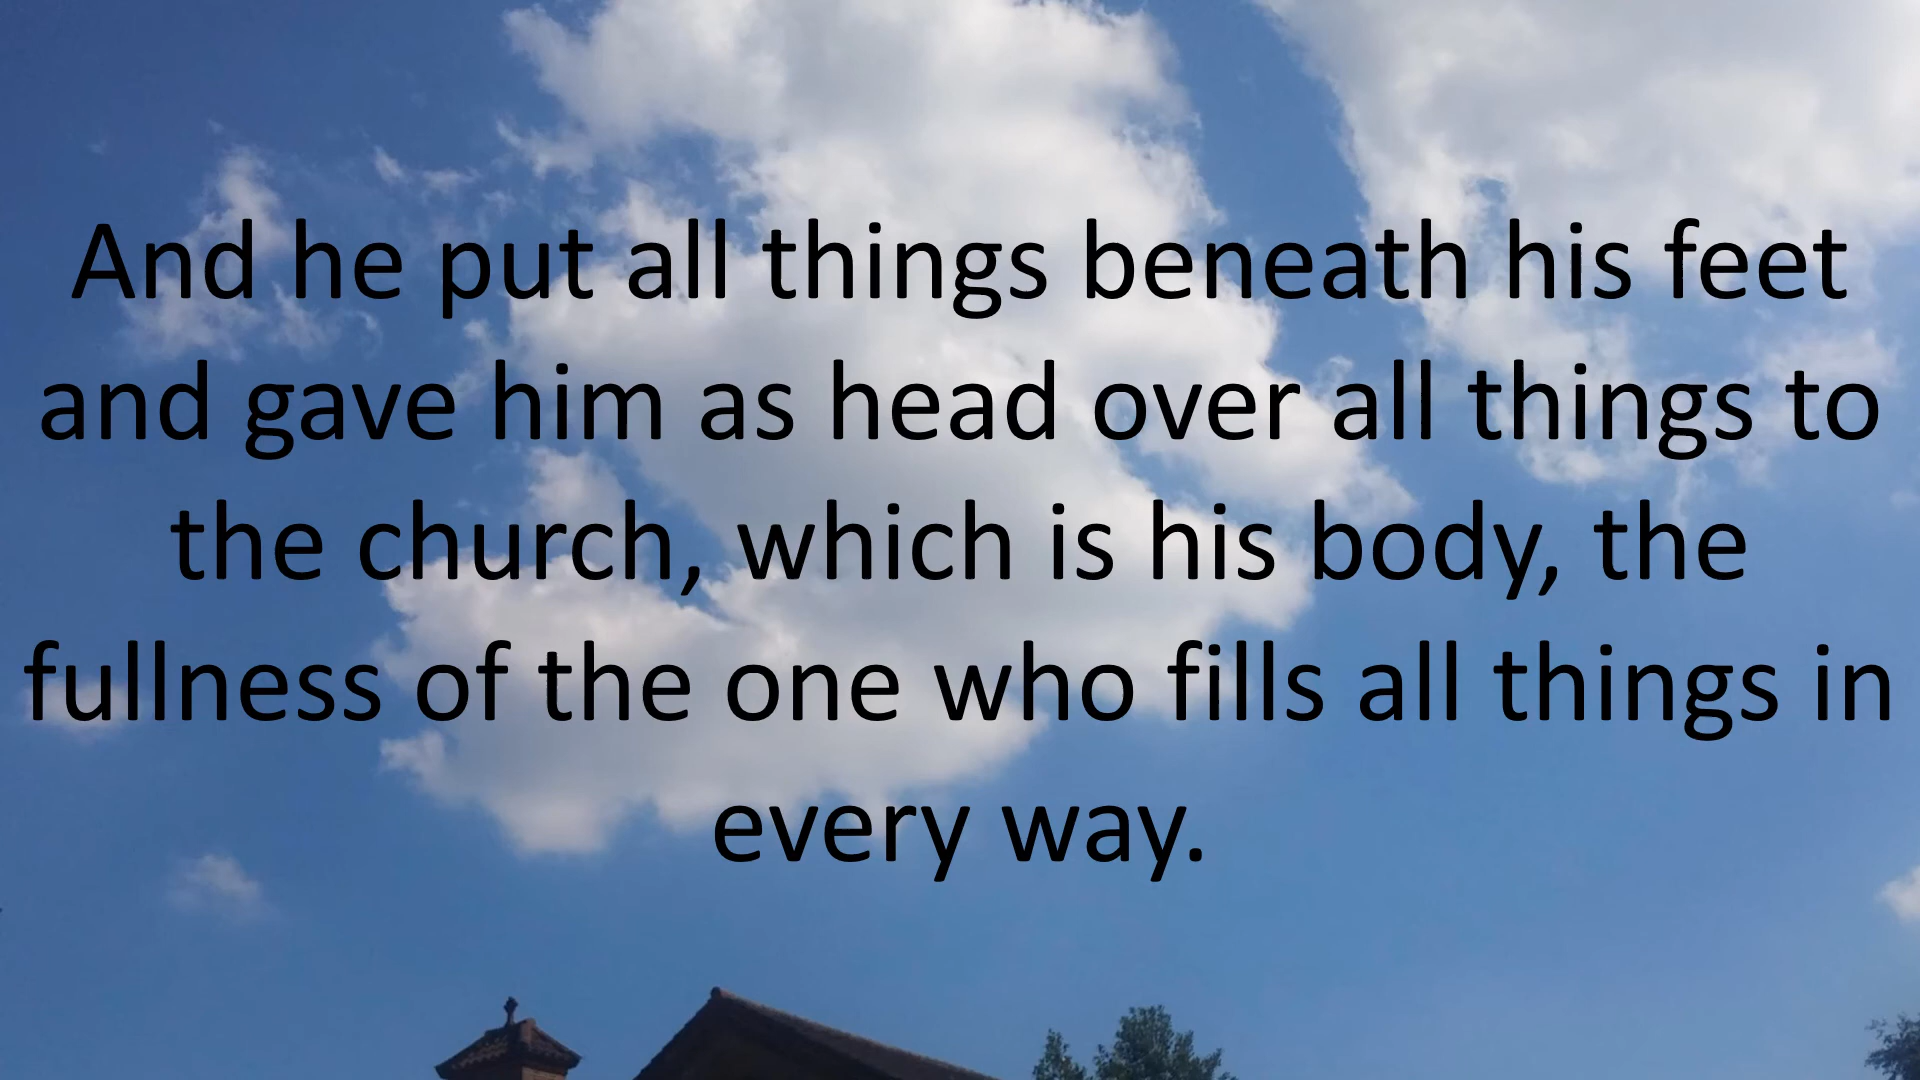 And he put all things beneath his feet
and gave him as head over all things to
the church, which is his body, the
fullness of the one who fills all things in
every way.